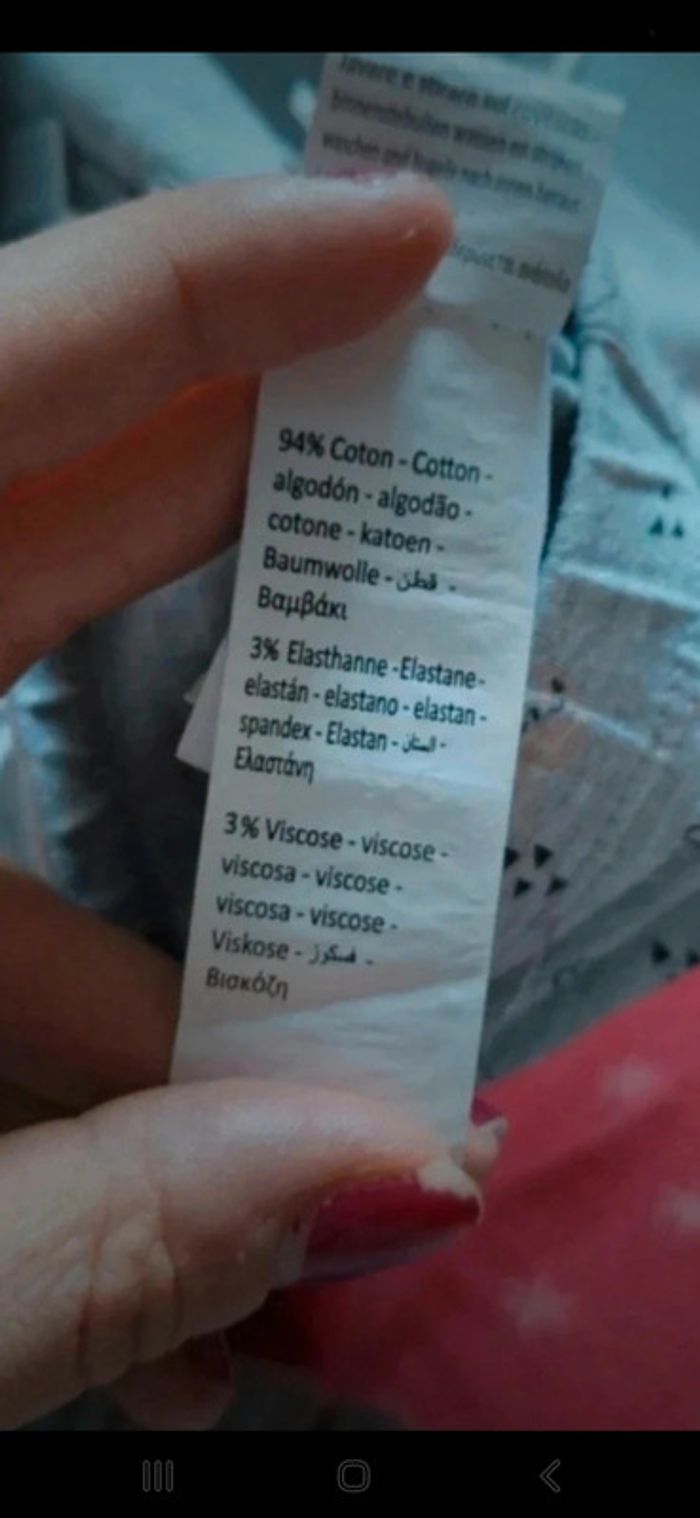 94% Coton - Cotton -
algodón - algodão -
cotone - katoen -
Baumwolle - قطن -
Βαμβάκι
3% Elasthanne -Elastane-
elastán - elastano - elastan -
spandex - Elastan - الستان -
Ελαστάνη
3% Viscose - viscose -
viscosa - viscose -
viscosa - viscose -
Viskose - فسكوز -
Βισκόζη